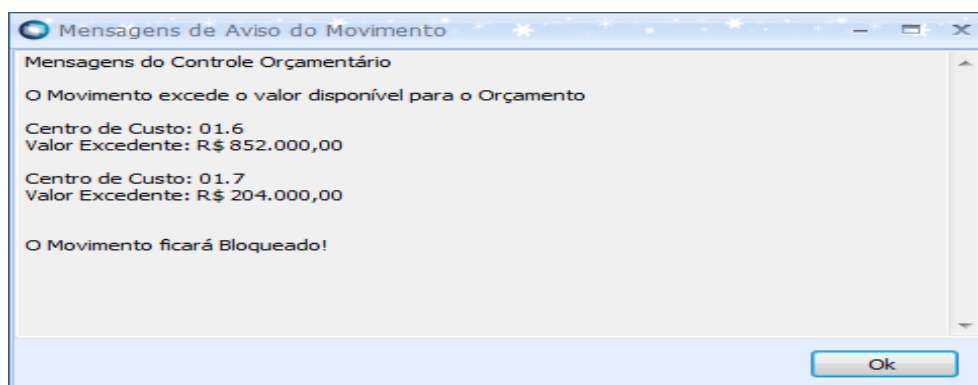 Mensagens de Aviso do Movimento
Mensagens do Controle Orçamentário
O Movimento excede o valor disponível para o Orçamento
Centro de Custo: 01.6
Valor Excedente: R$ 852.000,00
Centro de Custo: 01.7
Valor Excedente: R$ 204.000,00
O Movimento ficará Bloqueado!
Ok